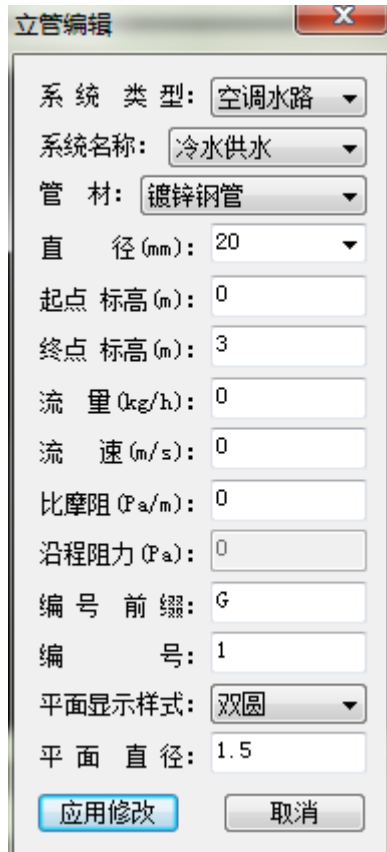 立管编辑
系 统 类 型: 空调水路
系统名称: 冷水供水
管 材: 镀锌钢管
直 径(mm): 20
起点 标高(m): 0
终点 标高(m): 3
流 量(kg/h): 0
流 速(m/s): 0
比摩阻(Pa/m): 0
沿程阻力(Pa): 0
编 号 前 缀: G
编 号: 1
平面显示样式: 双圆
平 面 直 径: 1.5
应用修改 取消